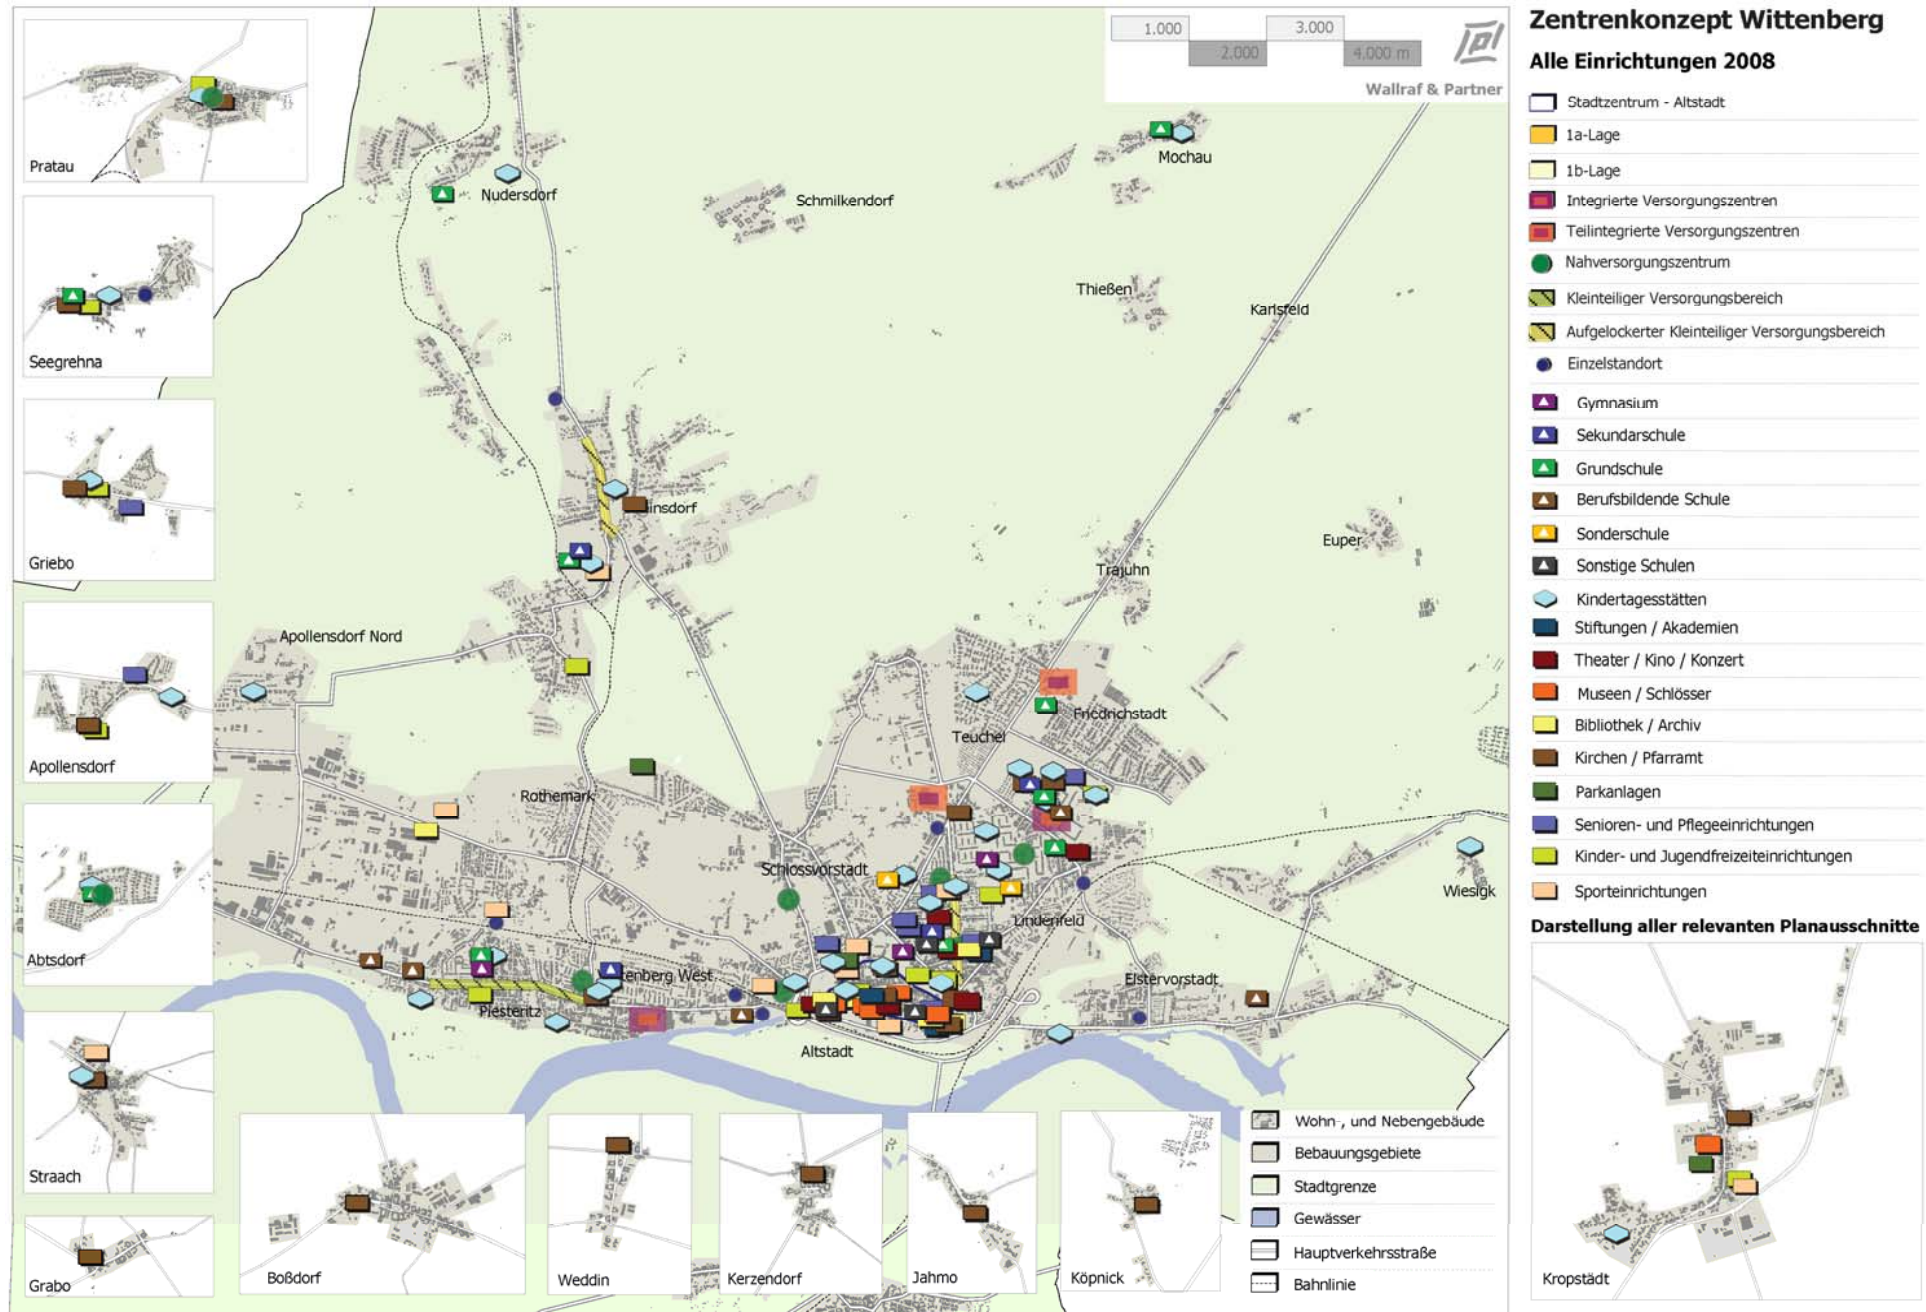 Zentrenkonzept Wittenberg
Alle Einrichtungen 2008
Stadtzentrum - Altstadt
1a-Lage
1b-Lage
Integrierte Versorgungszentren
Teilintegrierte Versorgungszentren
Nahversorgungszentrum
Kleinteiliger Versorgungsbereich
Aufgelockerter Kleinteiliger Versorgungsbereich
Einzelstandort
Gymnasium
Sekundarschule
Grundschule
Berufsbildende Schule
Sonderschule
Sonstige Schulen
Kindertagesstätten
Stiftungen / Akademien
Theater / Kino / Konzert
Museen / Schlösser
Bibliothek / Archiv
Kirchen / Pfarramt
Parkanlagen
Senioren- und Pflegeeinrichtungen
Kinder- und Jugendfreizeiteinrichtungen
Sporteinrichtungen
Darstellung aller relevanten Planausschnitte
Kropstädt
1.000
2.000
3.000
4.000 m
Wallraf & Partner
Pratau
Seegrehna
Griebo
Apollensdorf
Abtsdorf
Straach
Grabo
Boßdorf
Weddin
Kerzendorf
Jahmo
Köpnick
Nudersdorf
Mochau
Schmilkendorf
Thießen
Karlsfeld
insdorf
Euper
Trajuhn
Apollensdorf Nord
Friedrichstadt
Teuchel
Rothemark
Schlossvorstadt
Wiesigk
Lindenfeld
tenberg West
Elstervorstadt
Piesteritz
Altstadt
Wohn-, und Nebengebäude
Bebauungsgebiete
Stadtgrenze
Gewässer
Hauptverkehrsstraße
Bahnlinie